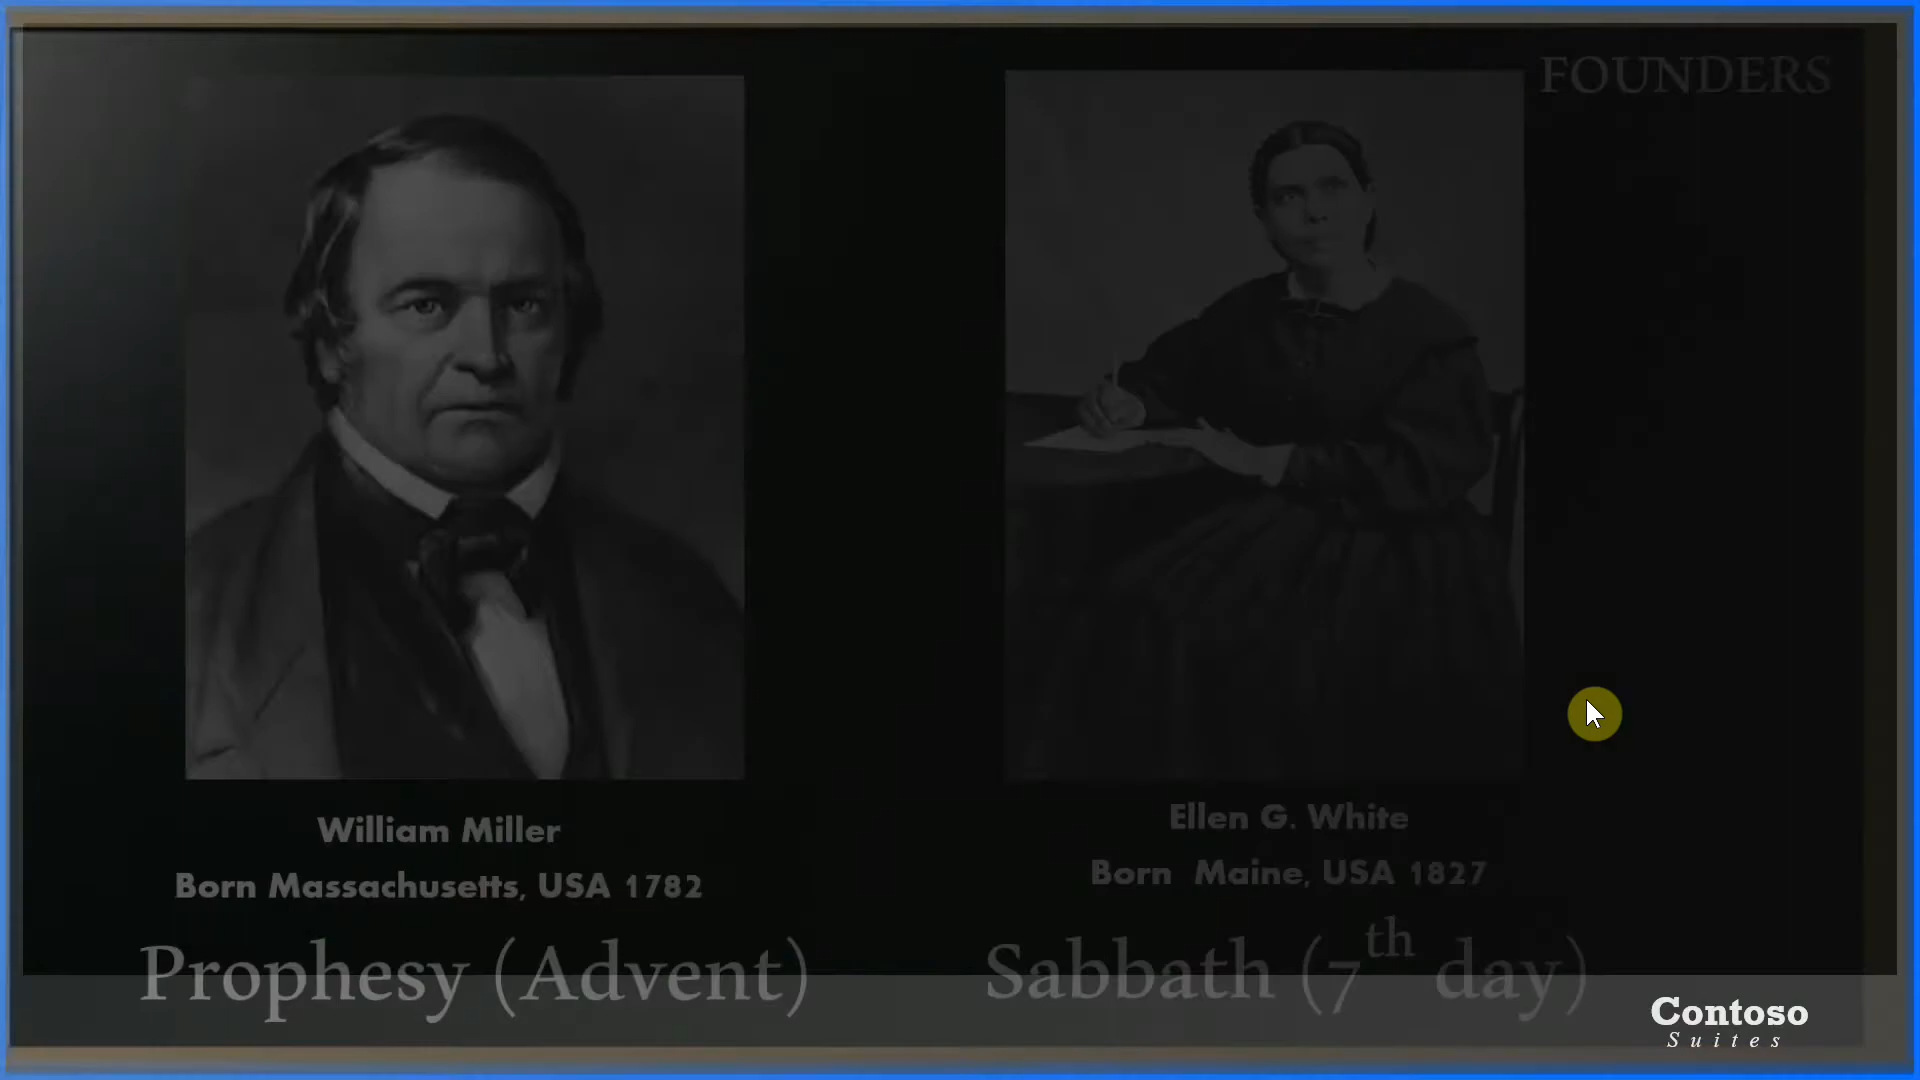 FOUNDERS
William Miller
Born Massachusetts, USA 1782
Prophesy (Advent)
Ellen G. White
Born Maine, USA 1827
Sabbath (7th day)
Contoso
Suites